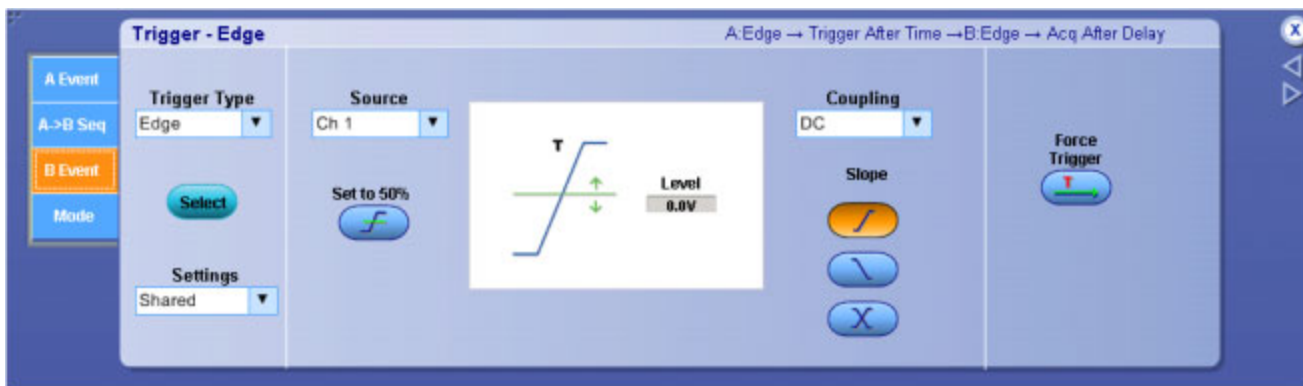 Trigger - Edge
A:Edge → Trigger After Time →B:Edge → Acq After Delay
X
A Event
A->B Seq
B Event
Mode
Trigger Type
Edge
Select
Settings
Shared
Source
Ch 1
Set to 50%
T
Level
0.0V
Coupling
DC
Slope
Force
Trigger
T